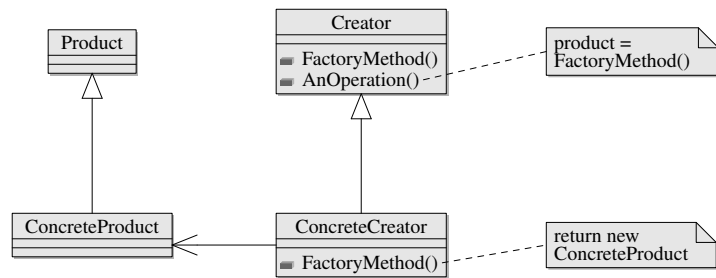 Product
Creator
FactoryMethod()
AnOperation()
product =
FactoryMethod()
ConcreteProduct
ConcreteCreator
FactoryMethod()
return new
ConcreteProduct